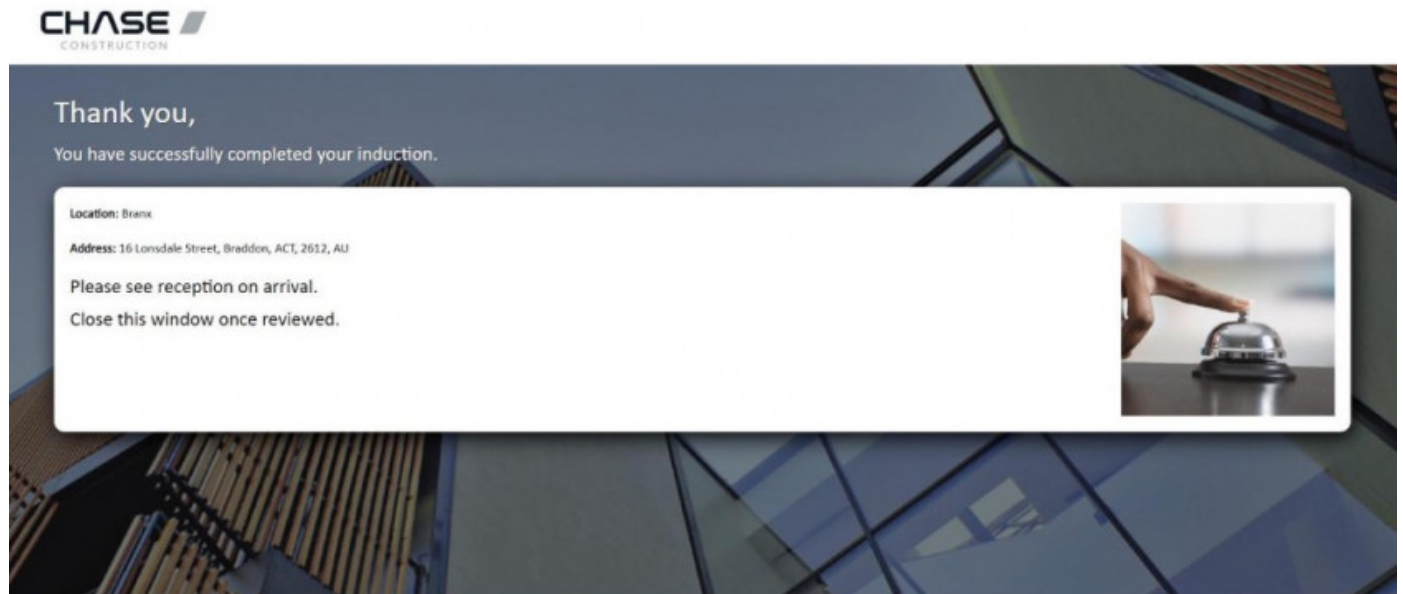 CHASE
CONSTRUCTION
Thank you,
You have successfully completed your induction.
Location: Branx
Address: 16 Lonsdale Street, Braddon, ACT, 2612, AU
Please see reception on arrival.
Close this window once reviewed.